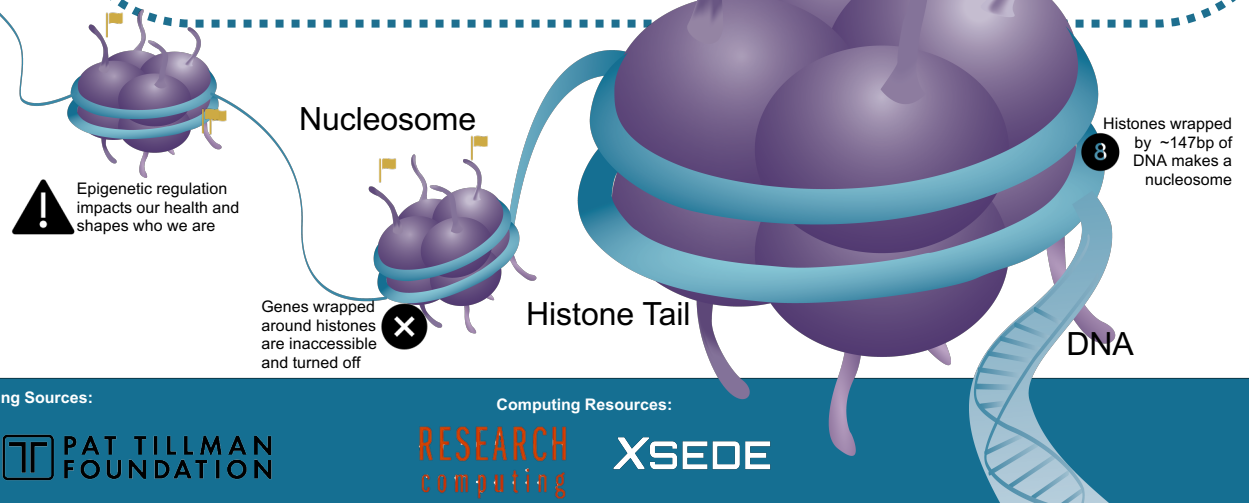 Nucleosome
8
Histones wrapped
by ~147bp of
DNA makes a
nucleosome
Epigenetic regulation
impacts our health and
shapes who we are
Genes wrapped
around histones
are inaccessible
and turned off
Histone Tail
DNA
ng Sources:
PAT TILLMAN
FOUNDATION
Computing Resources:
RESEARCH
computing
XSEDE